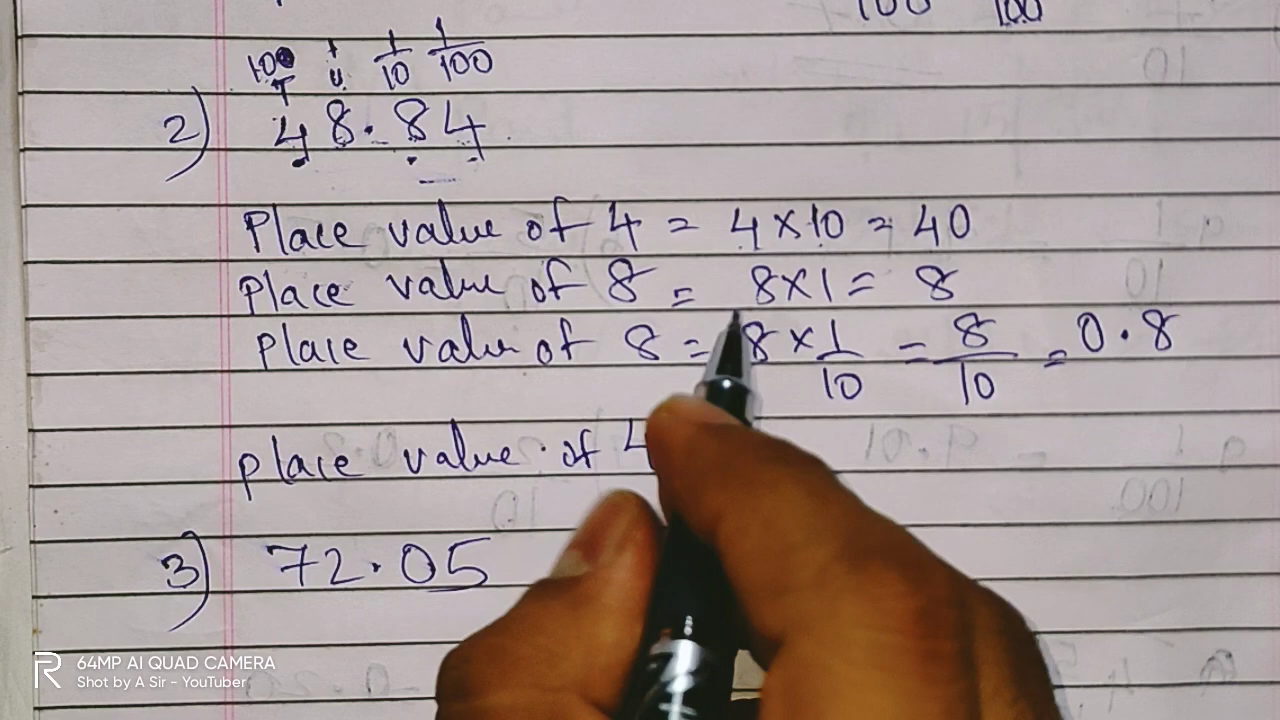 100 100
10 1 1/10 1/100
T U
2) 48.84
Place value of 4 = 4×10 = 40
Place value of 8 = 8×1 = 8
Place value of 8 = 8×1/10 = 8/10 = 0.8
place value of 4
3) 72.05
64MP AI QUAD CAMERA
Shot by A Sir - YouTuber